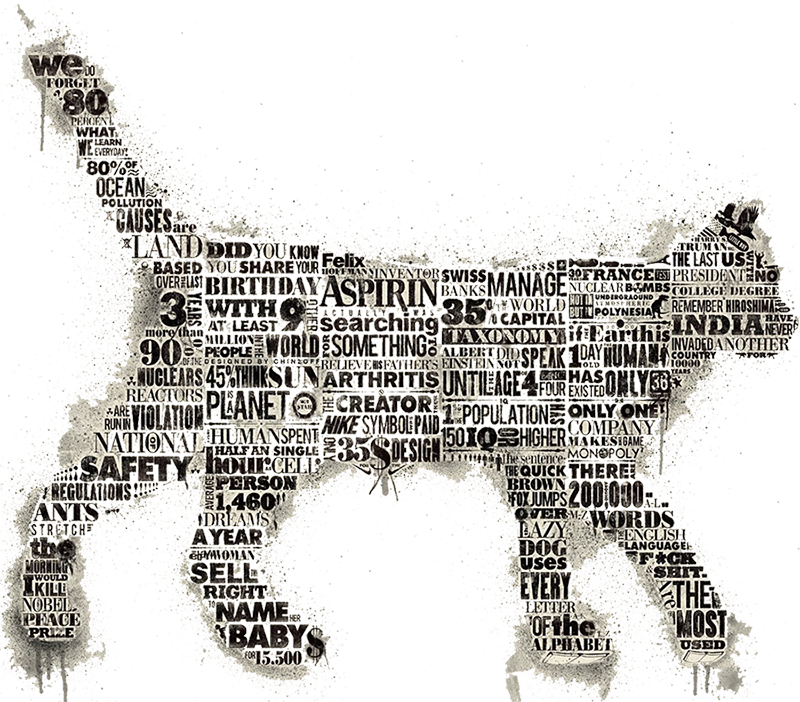 we DO
FORGET
80
PERCENT
WHAT
WE LEARN
EVERYDAY!
80% OF
OCEAN
POLLUTION
CAUSES are
LAND
BASED
OVER the LAST
3 YEARS
more than
90
OF THE
NUCLEARS
REACTORS
ARE
RUN IN VIOLATION
NATIONAL
SAFETY
REGULATIONS!!!
ANTS
STRETCH
the
MORNING
I WOULD
KILL
NOBEL
PEACE
PRIZE
DID YOU KNOW
YOU SHARE YOUR
BIRTHDAY
WITH 9 OTHER
AT LEAST
MILLION
PEOPLE IN THE WORLD
DESIGNED BY CHIN2OFF
45% THINK SUN
IS A PLANET
HUMAN SPENT
HALF AN SINGLE
hour CELL
AVERAGE PERSON
1,460
DREAMS
A YEAR
WOMAN
SELL
RIGHT
TO NAME HER
BABY $
FOR 15.500
Felix
HOFFMANN INVENTOR
ASPIRIN
ACTUALLY WAS
searching
FOR SOMETHING TO
RELIEVE HIS FATHER'S
ARTHRITIS
THE CREATOR
NIKE SYMBOL PAID
ONLY 35$ DESIGN
SWISS
BANKS MANAGE
35% WORLD
CAPITAL
TAXONOMY
ALBERT DID
EINSTEIN NOT SPEAK
UNTIL AGE 4 FOUR
1 POPULATION HAS
150 IQ OR HIGHER
the sentence
THE QUICK
BROWN
FOX JUMPS
OVER
LAZY
DOG
uses
EVERY
LETTER
OF the
ALPHABET
$$$$$
FRANCE
NUCLEAR BOMBS
UNDERGRAOUND
ATMOSPHERIC
POLYNESIA
if Earth is
1 DAY OLD HUMAN
HAS
EXISTED ONLY 36
ONLY ONE
COMPANY
MAKES GAME
MONOPOLY
THERE
200.000
WORDS
ENGLISH
LANGUAGE
F*CK
& SHIT.
Are THE
MOST
USED
HARRY S.
TRUMAN
THE LAST US
PRESIDENT WITH NO
COLLEGE DEGREE
REMEMBER HIROSHIMA
INDIA HAVE
NEVER
INVADED ANOTHER
COUNTRY FOR
10000
YEARS